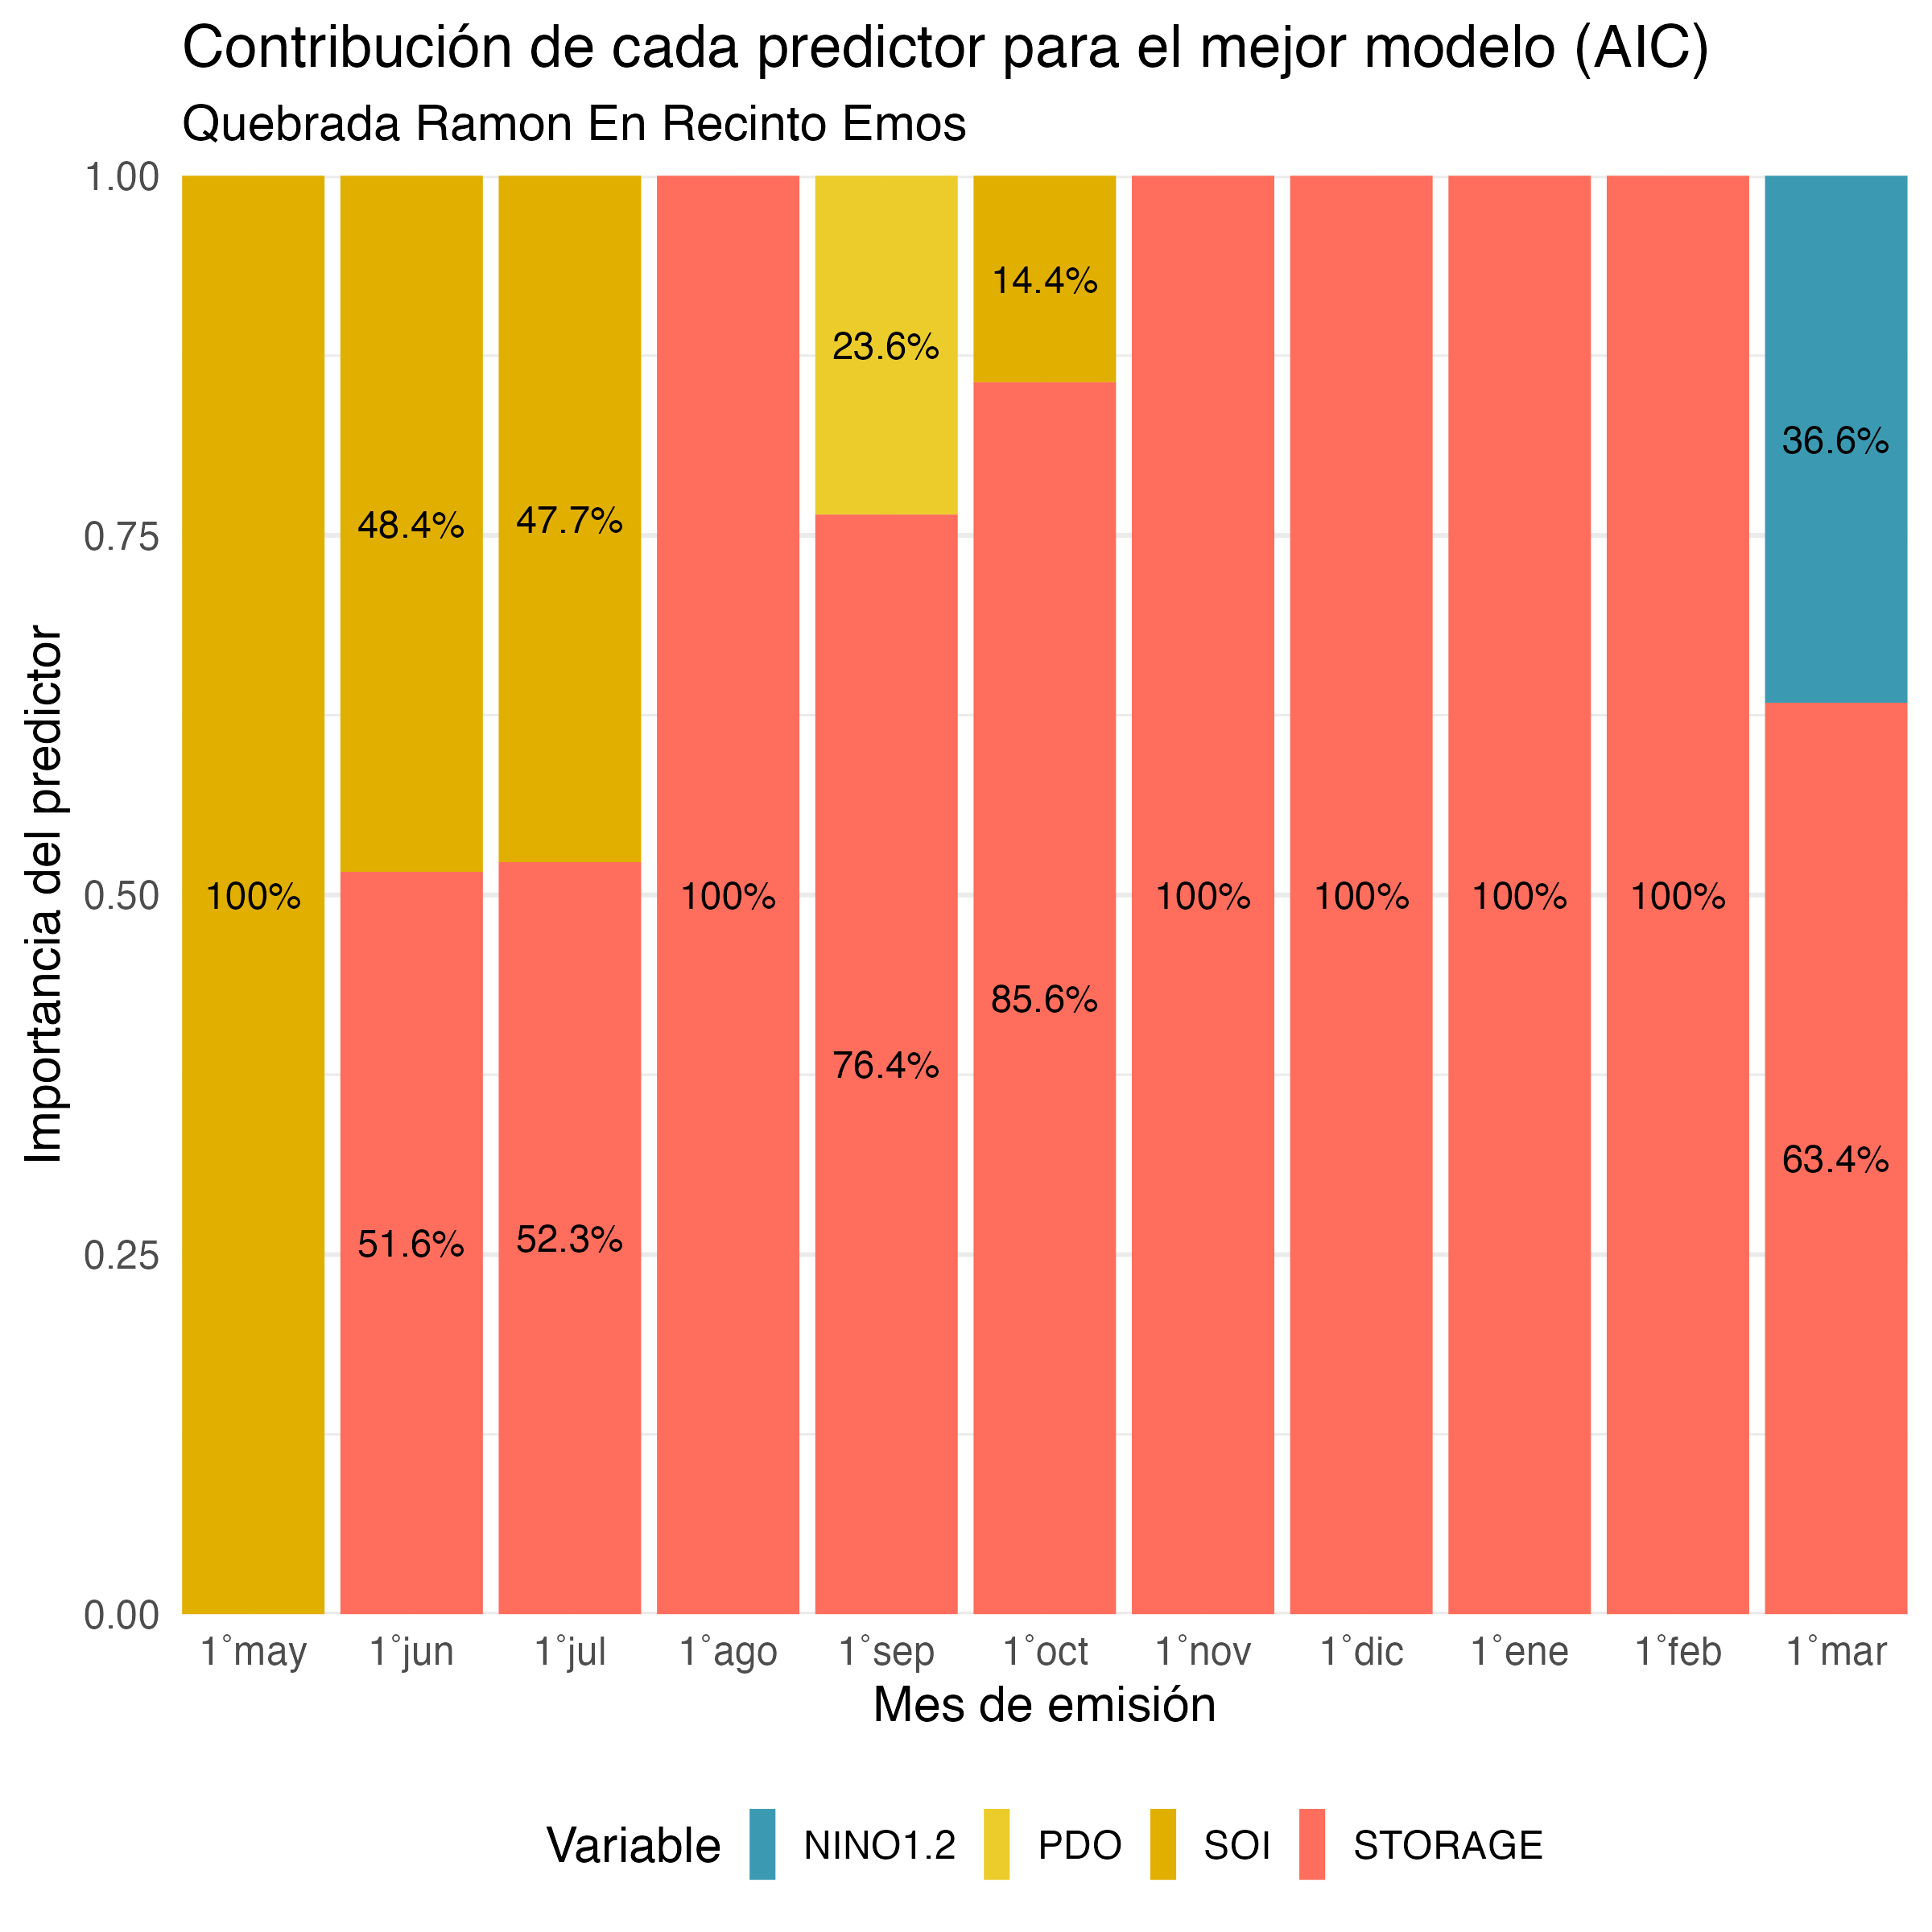 Contribución de cada predictor para el mejor modelo (AIC)
Quebrada Ramon En Recinto Emos
Importancia del predictor
1.00
0.75
0.50
0.25
0.00
14.4%
23.6%
36.6%
48.4%
47.7%
100%
100%
100%
100%
100%
100%
85.6%
76.4%
63.4%
51.6%
52.3%
1°may
1°jun
1°jul
1°ago
1°sep
1°oct
1°nov
1°dic
1°ene
1°feb
1°mar
Mes de emisión
Variable
NINO1.2
PDO
SOI
STORAGE